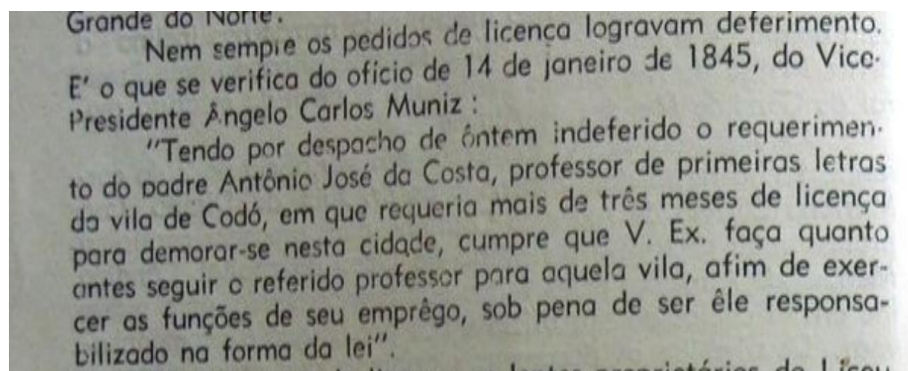 Grande do Norte.
Nem sempre os pedidos de licença logravam deferimento.
E' o que se verifica do ofício de 14 de janeiro de 1845, do Vice-
Presidente Ângelo Carlos Muniz :
"Tendo por despacho de ôntem indeferido o requerimen-
to do padre Antônio José da Costa, professor de primeiras letras
da vila de Codó, em que requeria mais de três meses de licença
para demorar-se nesta cidade, cumpre que V. Ex. faça quanto
antes seguir o referido professor para aquela vila, afim de exer-
cer as funções de seu emprêgo, sob pena de ser êle responsa-
bilizado na forma da lei".
proprietários do Liceu